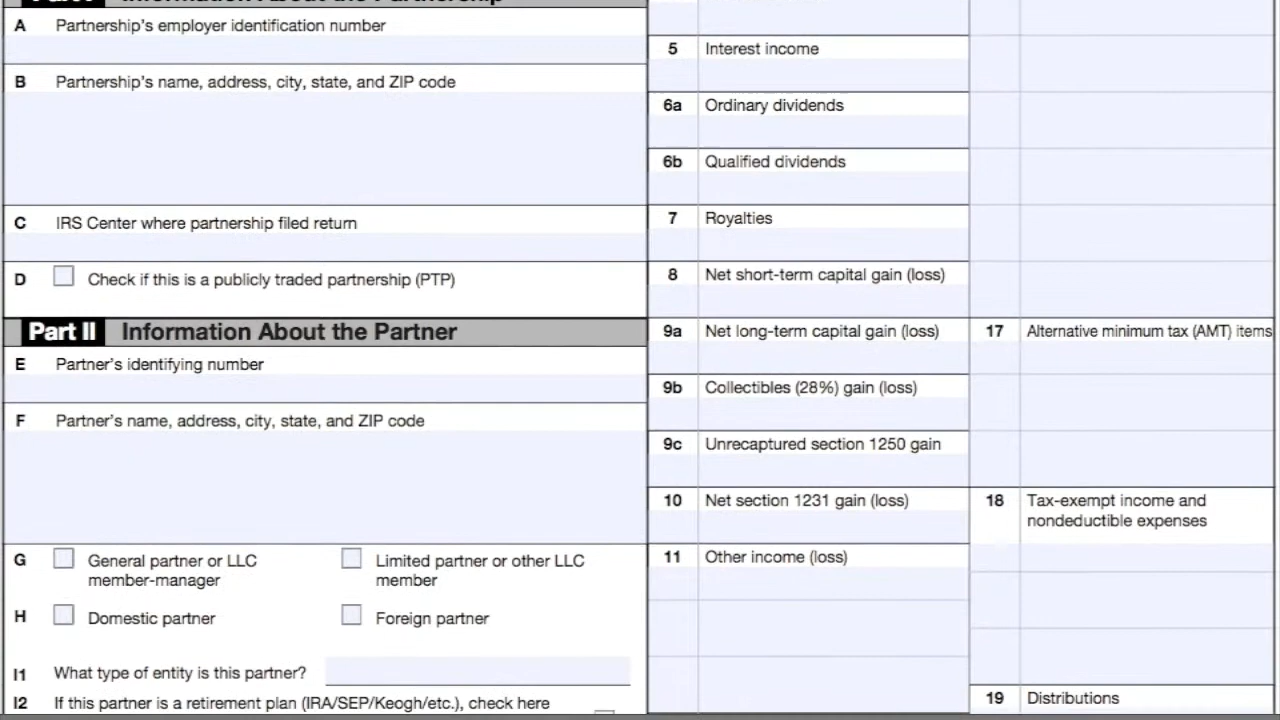 A Partnership's employer identification number
B Partnership's name, address, city, state, and ZIP code
C IRS Center where partnership filed return
D Check if this is a publicly traded partnership (PTP)
Part II Information About the Partner
E Partner's identifying number
F Partner's name, address, city, state, and ZIP code
G General partner or LLC
member-manager
Limited partner or other LLC
member
H Domestic partner
Foreign partner
I1 What type of entity is this partner?
I2 If this partner is a retirement plan (IRA/SEP/Keogh/etc.), check here
5 Interest income
6a Ordinary dividends
6b Qualified dividends
7 Royalties
8 Net short-term capital gain (loss)
9a Net long-term capital gain (loss)
9b Collectibles (28%) gain (loss)
9c Unrecaptured section 1250 gain
10 Net section 1231 gain (loss)
11 Other income (loss)
17 Alternative minimum tax (AMT) items
18 Tax-exempt income and
nondeductible expenses
19 Distributions